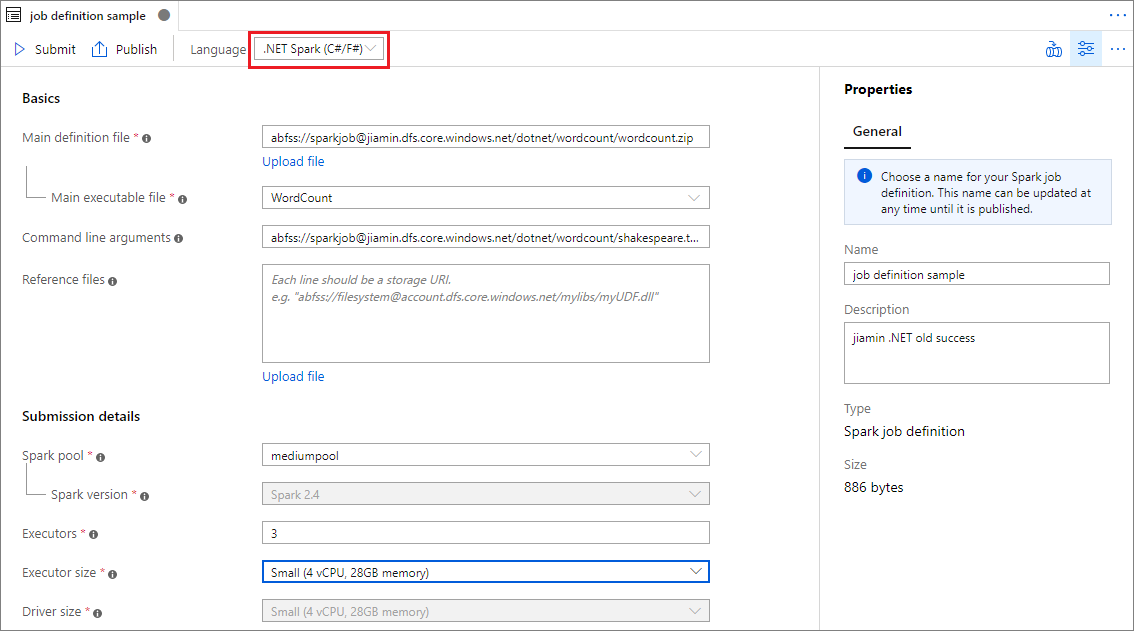 job definition sample
Submit Publish Language .NET Spark (C#/F#)
Basics
Main definition file * abfss://sparkjob@jiamin.dfs.core.windows.net/dotnet/wordcount/wordcount.zip
Upload file
Main executable file * WordCount
Command line arguments abfss://sparkjob@jiamin.dfs.core.windows.net/dotnet/wordcount/shakespeare.t...
Reference files Each line should be a storage URI.
e.g. "abfss://filesystem@account.dfs.core.windows.net/mylibs/myUDF.dll"
Upload file
Submission details
Spark pool * mediumpool
Spark version * Spark 2.4
Executors * 3
Executor size * Small (4 vCPU, 28GB memory)
Driver size * Small (4 vCPU, 28GB memory)
Properties
General
Choose a name for your Spark job
definition. This name can be updated at
any time until it is published.
Name
job definition sample
Description
jiamin .NET old success
Type
Spark job definition
Size
886 bytes